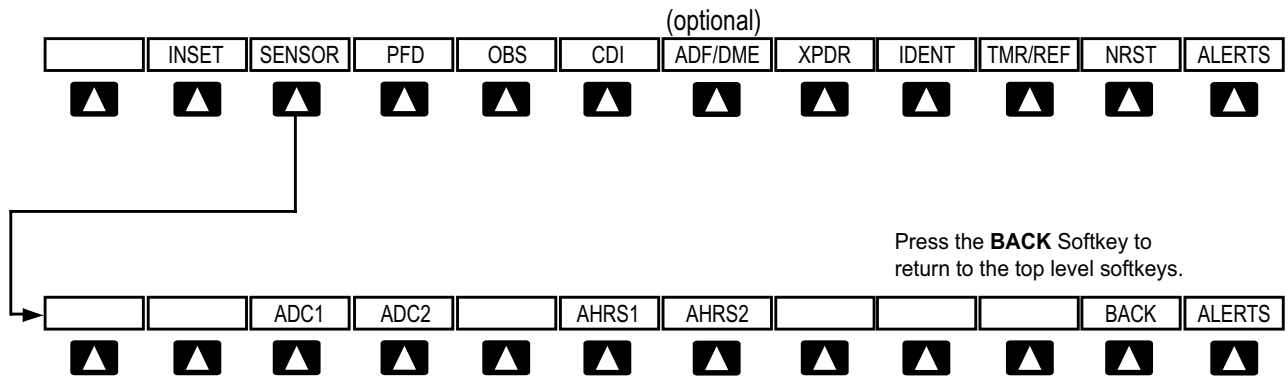 (optional)
INSET SENSOR PFD OBS CDI ADF/DME XPDR IDENT TMR/REF NRST ALERTS
Press the BACK Softkey to
return to the top level softkeys.
ADC1 ADC2 AHRS1 AHRS2 BACK ALERTS